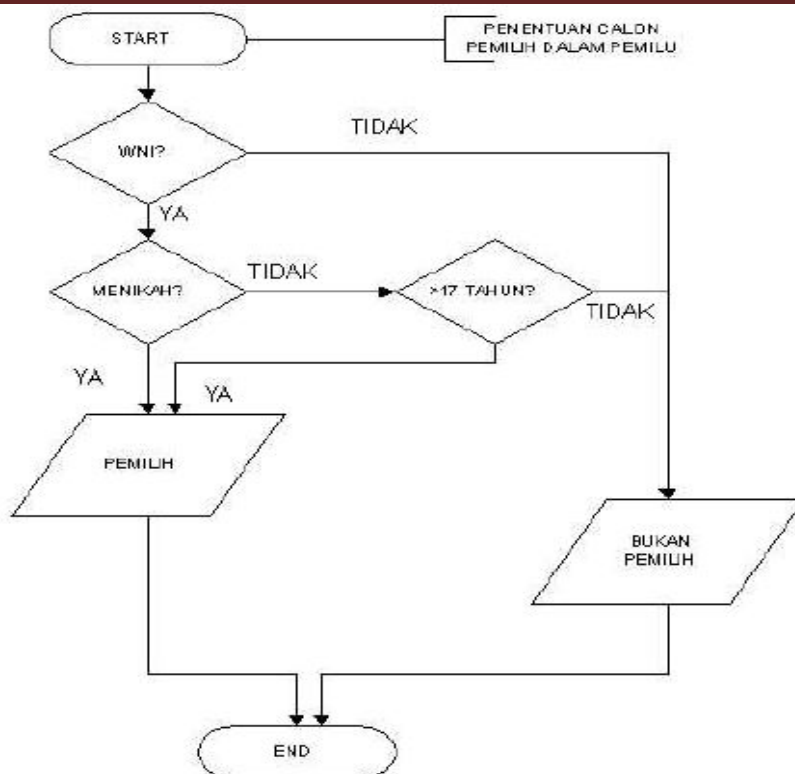 START
PENENTUAN CALON
PEMILIH DALAM PEMILU
WNI?
TIDAK
YA
MENIKAH?
TIDAK
>17 TAHUN?
TIDAK
YA
YA
PEMILIH
BUKAN
PEMILIH
END